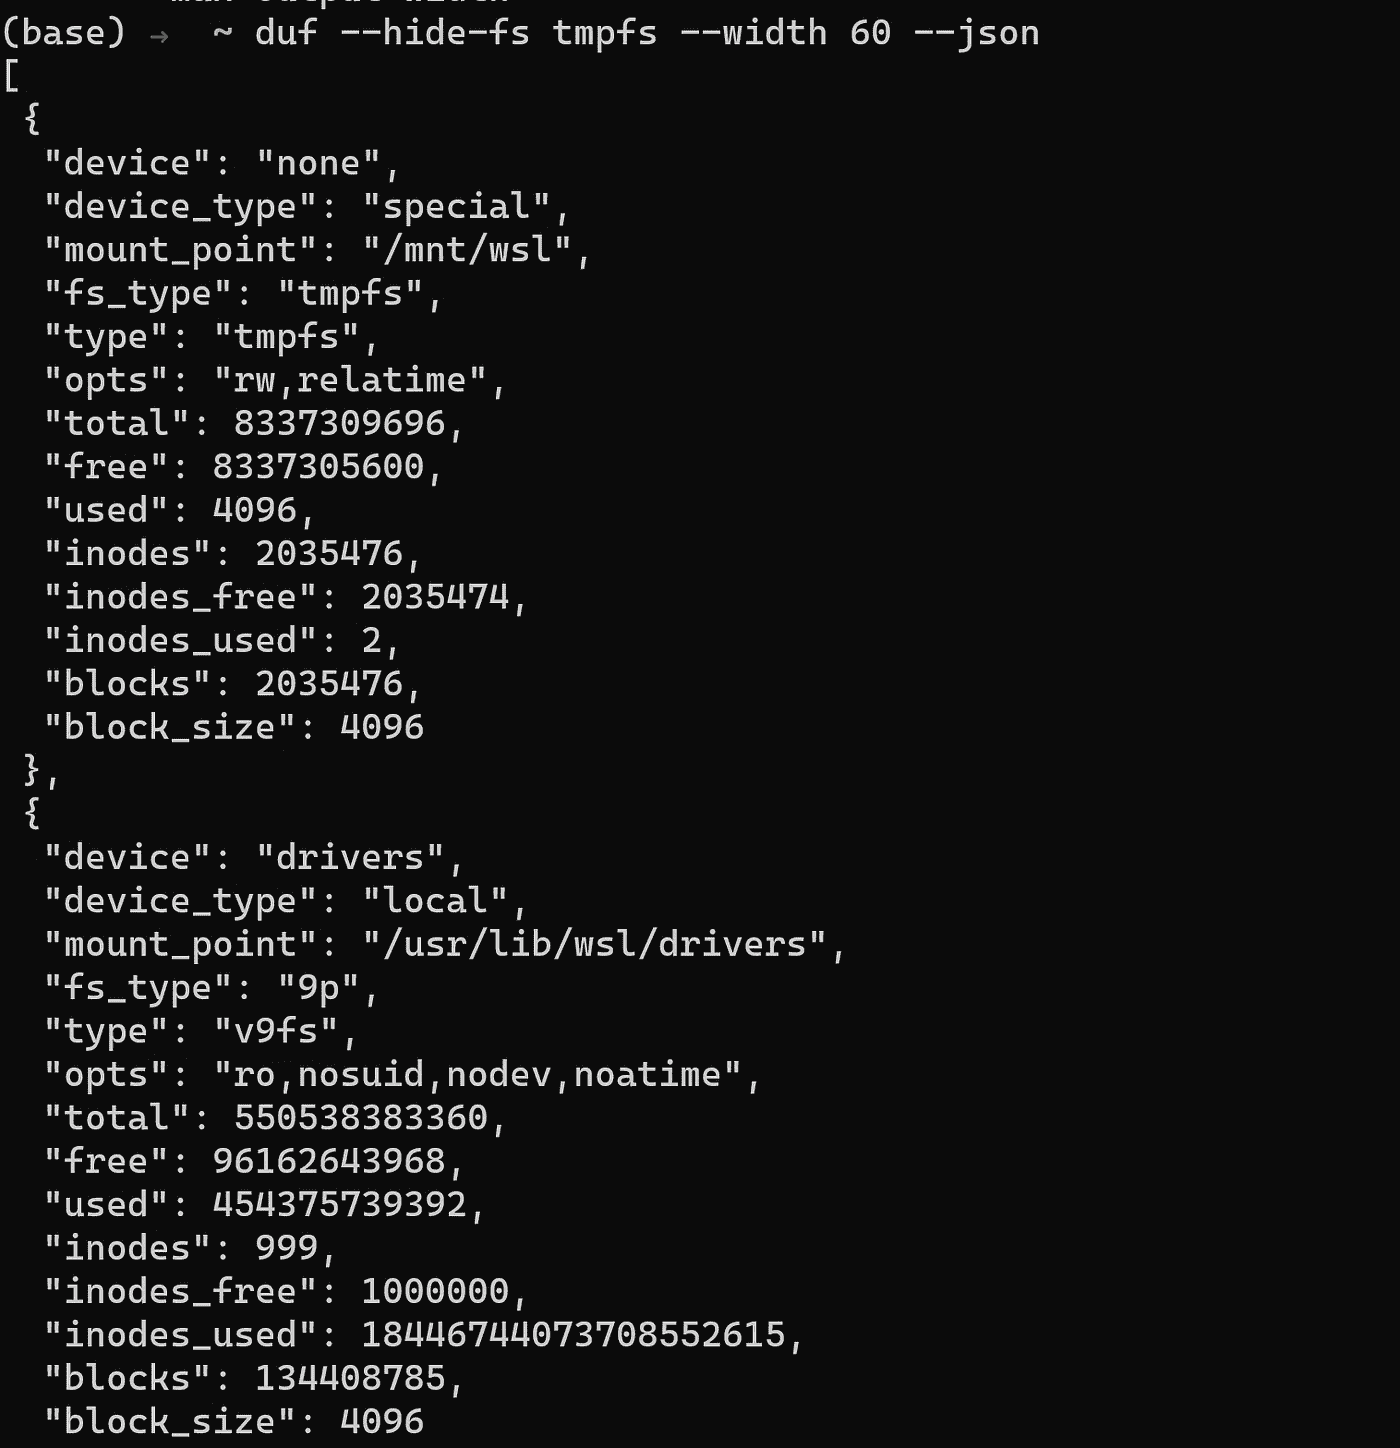 man output width
(base) → ~ duf --hide-fs tmpfs --width 60 --json
[
 {
  "device": "none",
  "device_type": "special",
  "mount_point": "/mnt/wsl",
  "fs_type": "tmpfs",
  "type": "tmpfs",
  "opts": "rw,relatime",
  "total": 8337309696,
  "free": 8337305600,
  "used": 4096,
  "inodes": 2035476,
  "inodes_free": 2035474,
  "inodes_used": 2,
  "blocks": 2035476,
  "block_size": 4096
 },
 {
  "device": "drivers",
  "device_type": "local",
  "mount_point": "/usr/lib/wsl/drivers",
  "fs_type": "9p",
  "type": "v9fs",
  "opts": "ro,nosuid,nodev,noatime",
  "total": 550538383360,
  "free": 96162643968,
  "used": 454375739392,
  "inodes": 999,
  "inodes_free": 1000000,
  "inodes_used": 18446744073708552615,
  "blocks": 134408785,
  "block_size": 4096